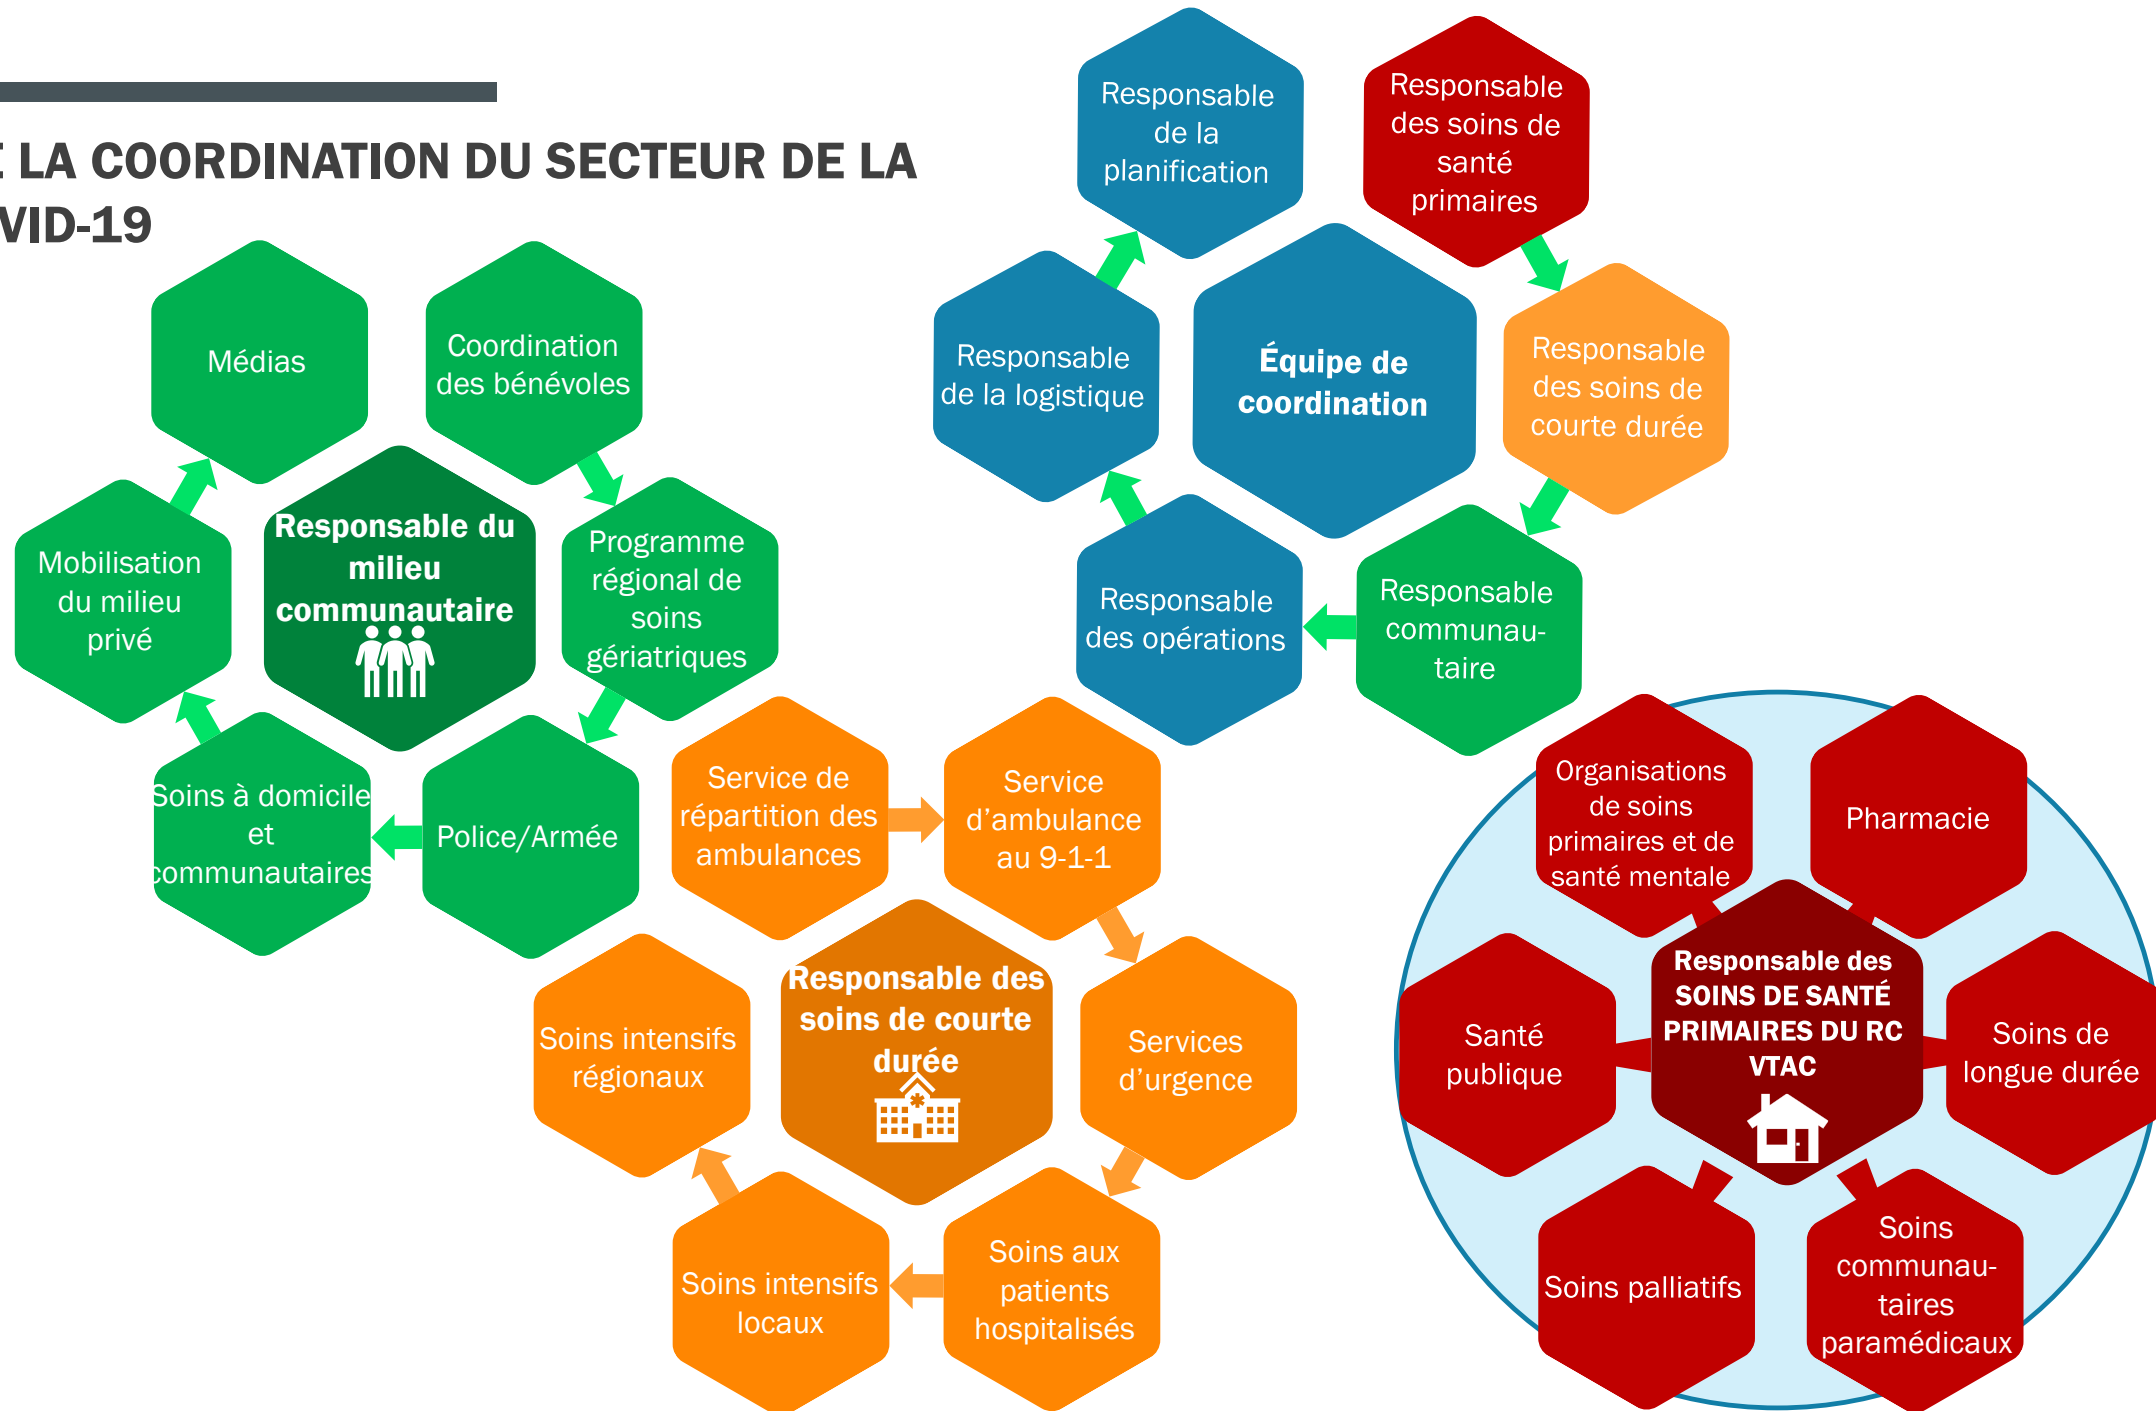 E LA COORDINATION DU SECTEUR DE LA
VID-19
Responsable
de la
planification
Responsable
des soins de
santé
primaires
Responsable
de la logistique
Équipe de
coordination
Responsable
des soins de
courte durée
Responsable
des opérations
Responsable
communau-
taire
Médias
Coordination
des bénévoles
Mobilisation
du milieu
privé
Responsable du
milieu
communautaire
Programme
régional de
soins
gériatriques
Soins à domicile
et
communautaires
Police/Armée
Service de
répartition des
ambulances
Service
d’ambulance
au 9-1-1
Soins intensifs
régionaux
Responsable des
soins de courte
durée
Services
d’urgence
Soins intensifs
locaux
Soins aux
patients
hospitalisés
Organisations
de soins
primaires et de
santé mentale
Pharmacie
Santé
publique
Responsable des
SOINS DE SANTÉ
PRIMAIRES DU RC
VTAC
Soins de
longue durée
Soins palliatifs
Soins
communau-
taires
paramédicaux